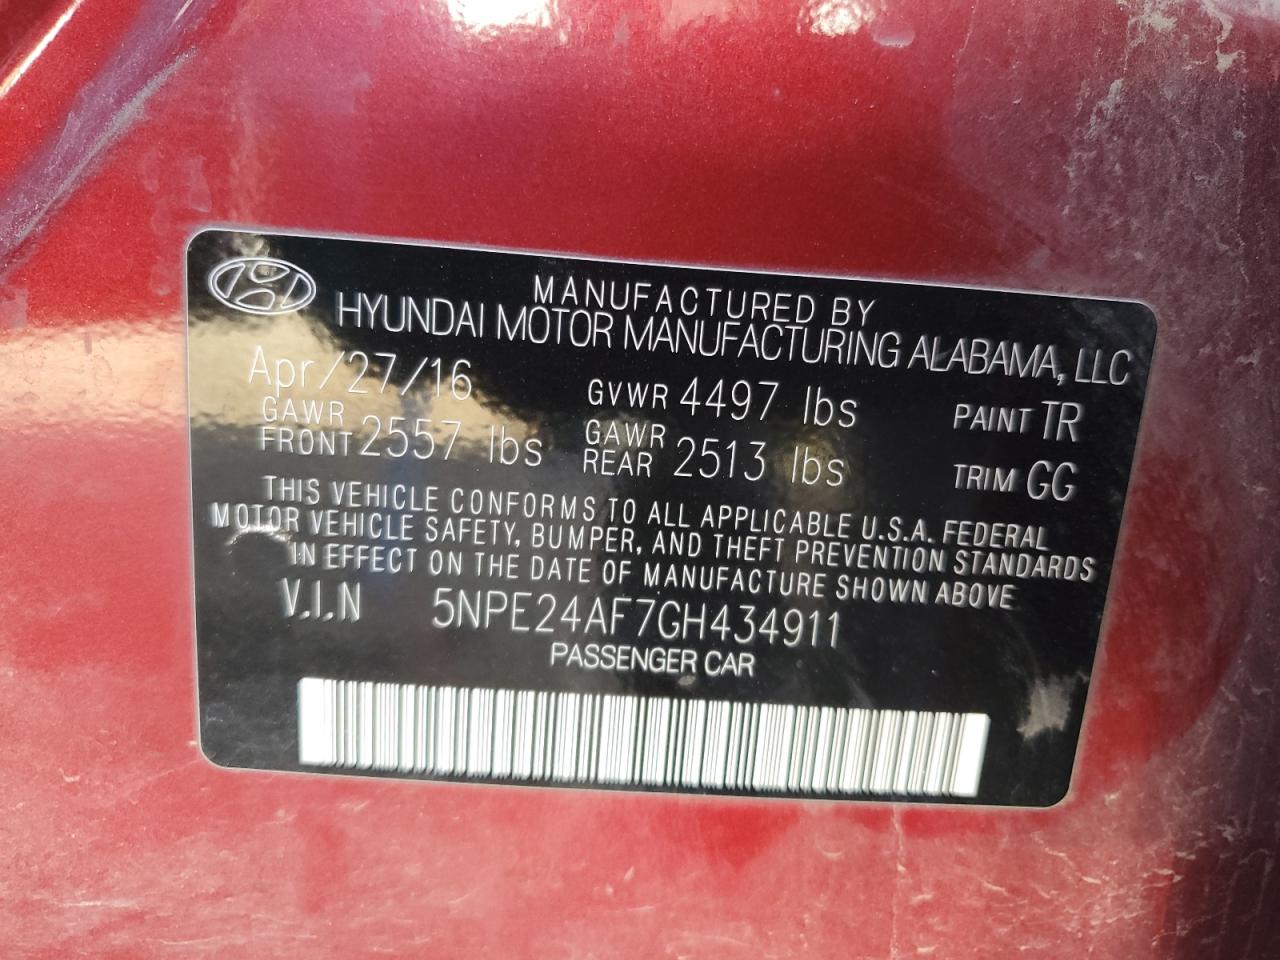 MANUFACTURED BY
HYUNDAI MOTOR MANUFACTURING ALABAMA, LLC
Apr/27/16 GVWR 4497 lbs PAINT TR
GAWR FRONT 2557 lbs GAWR REAR 2513 lbs TRIM GG
THIS VEHICLE CONFORMS TO ALL APPLICABLE U.S.A. FEDERAL
MOTOR VEHICLE SAFETY, BUMPER, AND THEFT PREVENTION STANDARDS
IN EFFECT ON THE DATE OF MANUFACTURE SHOWN ABOVE
V.I.N 5NPE24AF7GH434911
PASSENGER CAR